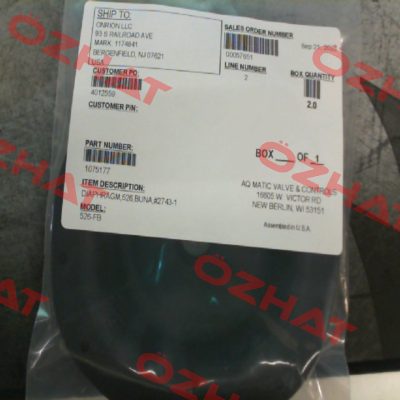 SHIP TO:
ONRION LLC
93 S RAILROAD AVE
MARK: 1174841
BERGENFIELD, NJ 07621
USA
SALES ORDER NUMBER
00057651
LINE NUMBER
2
BOX QUANTITY
2.0
CUSTOMER PO:
4012559
CUSTOMER P/N:
PART NUMBER:
1075177
BOX ___ OF 1
ITEM DESCRIPTION:
DIAPHRAGM,526,BUNA,#2743-1
MODEL:
526-FB
AQ MATIC VALVE & CONTROLS
16605 W. VICTOR RD
NEW BERLIN, WI 53151
Assembled in U.S.A.
OZHAT
ÖZHAT
OZHAT
OZHAT